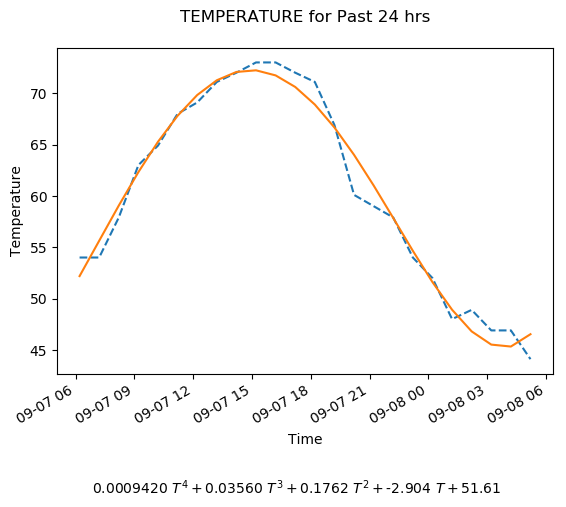 TEMPERATURE for Past 24 hrs
70
65
60
55
50
45
Temperature
09-07 06 09-07 09 09-07 12 09-07 15 09-07 18 09-07 21 09-08 00 09-08 03 09-08 06
Time
0.0009420 T⁴ + 0.03560 T³ + 0.1762 T² + -2.904 T + 51.61